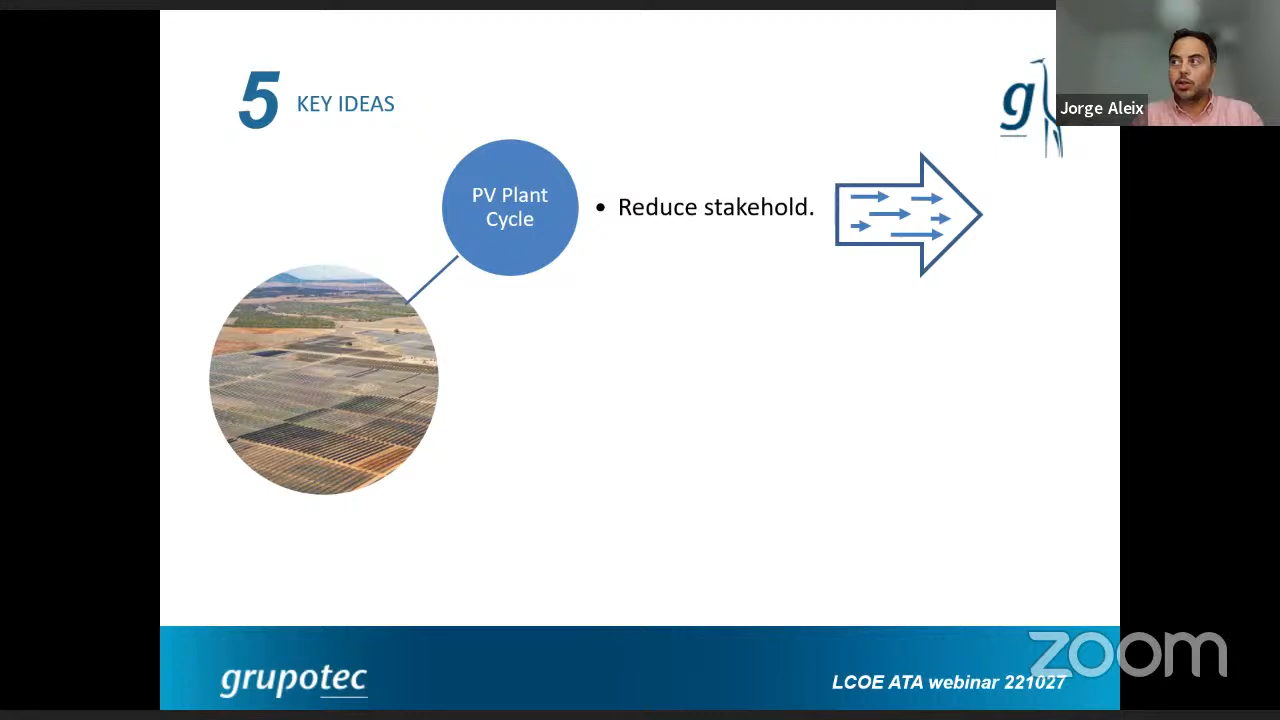 5 KEY IDEAS
g
Jorge Aleix
PV Plant
Cycle
• Reduce stakehold.
zoom
grupotec
LCOE ATA webinar 221027